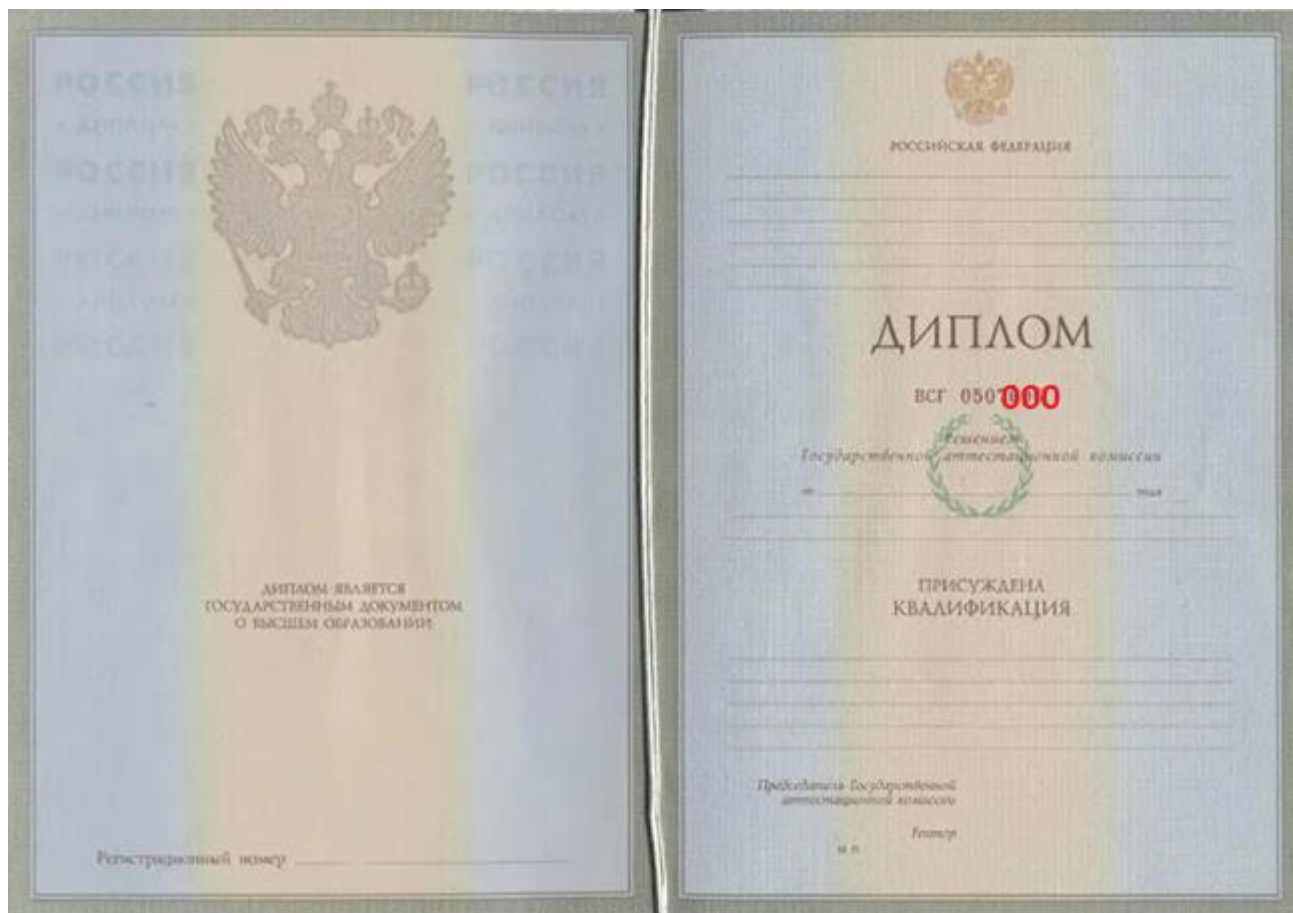 ДИПЛОМ ЯВЛЯЕТСЯ
ГОСУДАРСТВЕННЫМ ДОКУМЕНТОМ
О ВЫСШЕМ ОБРАЗОВАНИИ
Регистрационный номер
РОССИЙСКАЯ ФЕДЕРАЦИЯ
ДИПЛОМ
ВСГ 0507000
Решением
Государственной аттестационной комиссии
от года
ПРИСУЖДЕНА
КВАЛИФИКАЦИЯ
Председатель Государственной
аттестационной комиссии
Ректор
М П